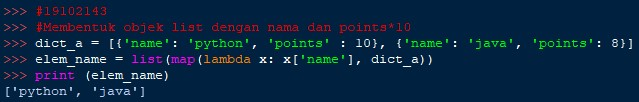 >>> #19102143
>>> #Membentuk objek list dengan nama dan points*10
>>> dict_a = [{'name': 'python', 'points' : 10}, {'name': 'java', 'points': 8}]
>>> elem_name = list(map(lambda x: x['name'], dict_a))
>>> print (elem_name)
['python', 'java']